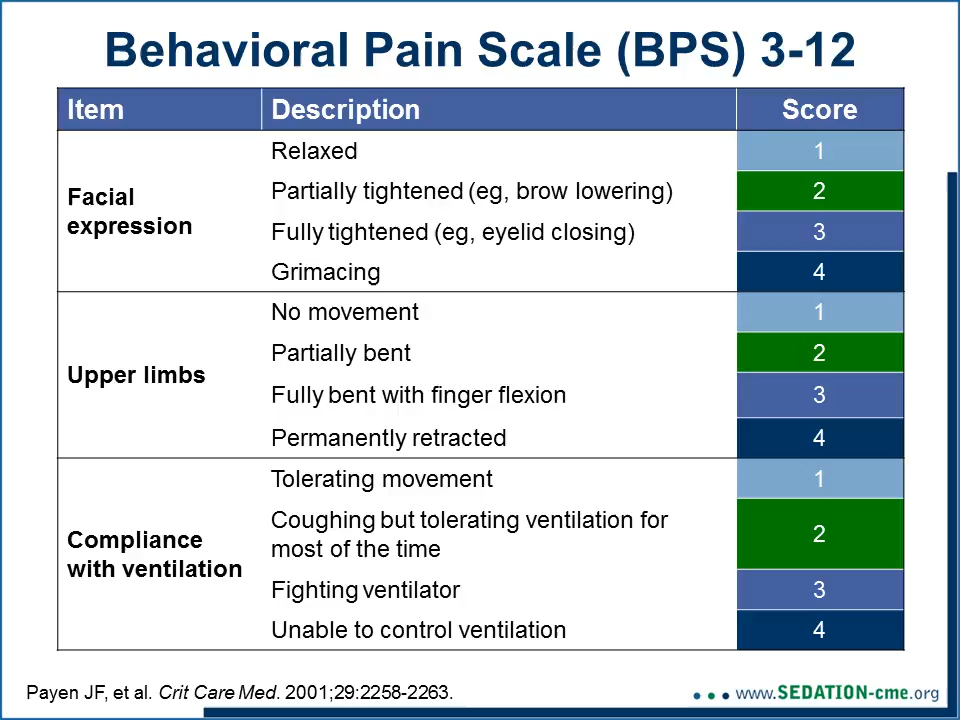 Behavioral Pain Scale (BPS) 3-12
Item Description Score
Facial expression
Relaxed 1
Partially tightened (eg, brow lowering) 2
Fully tightened (eg, eyelid closing) 3
Grimacing 4
Upper limbs
No movement 1
Partially bent 2
Fully bent with finger flexion 3
Permanently retracted 4
Compliance
with ventilation
Tolerating movement 1
Coughing but tolerating ventilation for
most of the time 2
Fighting ventilator 3
Unable to control ventilation 4
Payen JF, et al. Crit Care Med. 2001;29:2258-2263.
www.SEDATION-cme.org